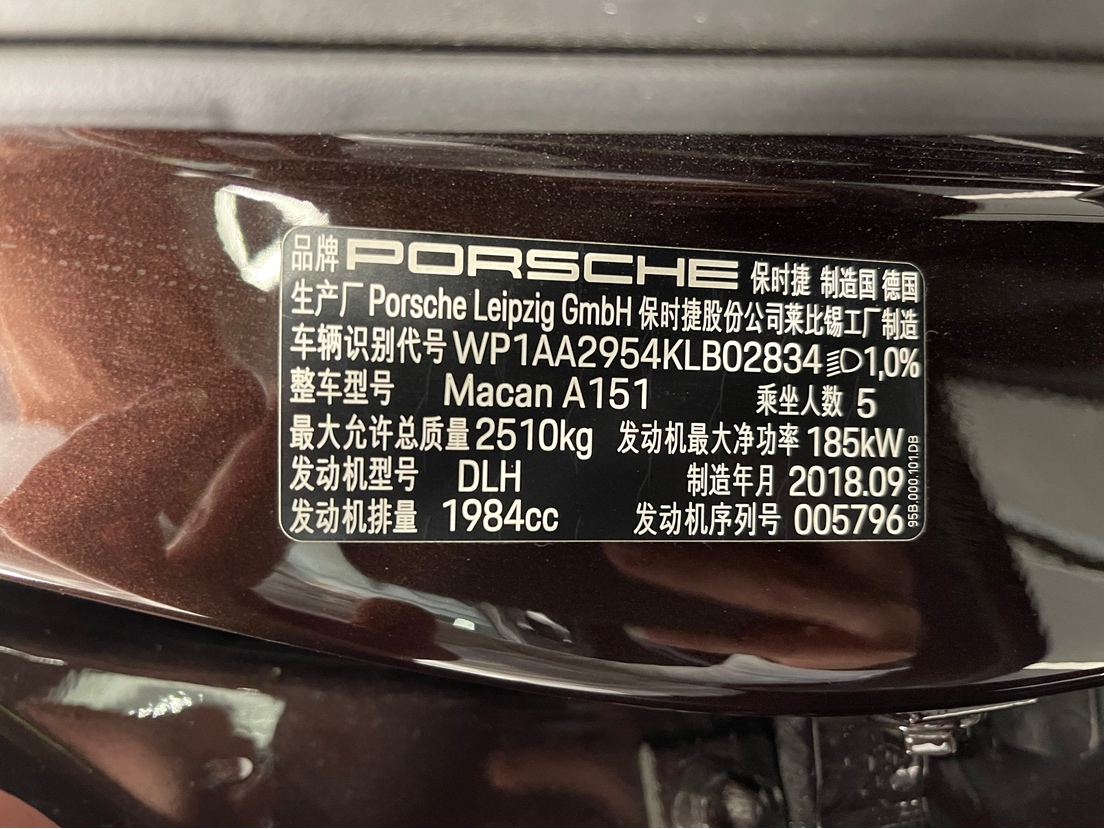 品牌 PORSCHE 保时捷 制造国 德国
生产厂 Porsche Leipzig GmbH 保时捷股份公司莱比锡工厂制造
车辆识别代号 WP1AA2954KLB02834 1,0%
整车型号 Macan A151 乘坐人数 5
最大允许总质量 2510kg 发动机最大净功率 185kW
发动机型号 DLH 制造年月 2018.09
发动机排量 1984cc 发动机序列号 005796
95B.000.101.DB